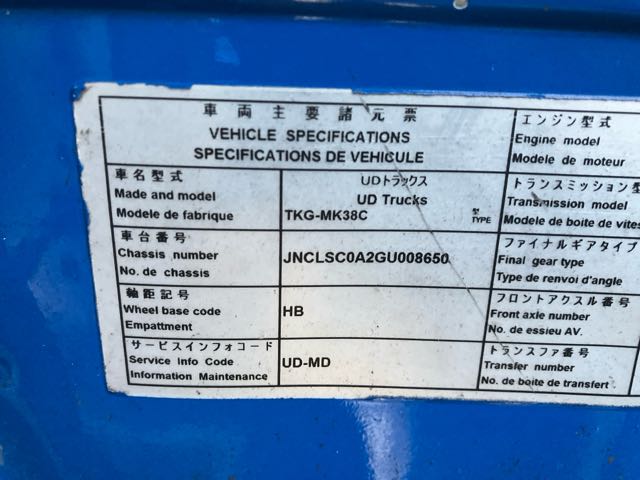 車両主要諸元票
VEHICLE SPECIFICATIONS
SPECIFICATIONS DE VEHICULE
車名型式
Made and model
Modele de fabrique
UDトラックス
UD Trucks
TKG-MK38C
型
TYPE
車台番号
Chassis number
No. de chassis
JNCLSC0A2GU008650
軸距記号
Wheel base code
Empattment
HB
サービスインフォコード
Service Info Code
Information Maintenance
UD-MD
エンジン型式
Engine model
Modele de moteur
トランスミッション型
Transmission model
Modele de boite de vites
ファイナルギアタイプ
Final gear type
Type de renvoi d'angle
フロントアクスル番号
Front axle number
No. de essieu AV.
トランスファ番号
Transfer number
No. de boite de transfert